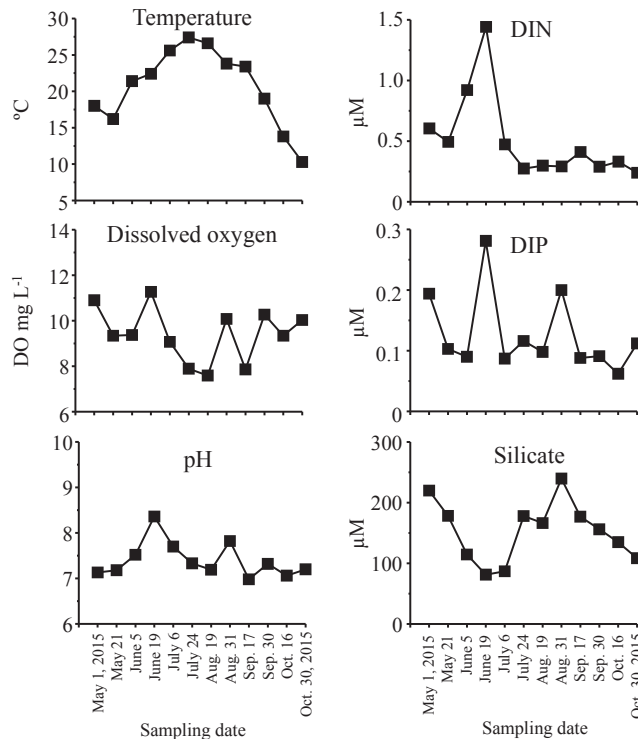 Temperature
ºC
30
25
20
15
10
5
DIN
µM
1.5
1.0
0.5
0
Dissolved oxygen
DO mg L-1
14
12
10
8
6
DIP
µM
0.3
0.2
0.1
0
pH
10
9
8
7
6
Silicate
µM
300
200
100
0
May 1, 2015
May 21
June 5
June 19
July 6
July 24
Aug. 19
Aug. 31
Sep. 17
Sep. 30
Oct. 16
Oct. 30, 2015
Sampling date
May 1, 2015
May 21
June 5
June 19
July 6
July 24
Aug. 19
Aug. 31
Sep. 17
Sep. 30
Oct. 16
Oct. 30, 2015
Sampling date